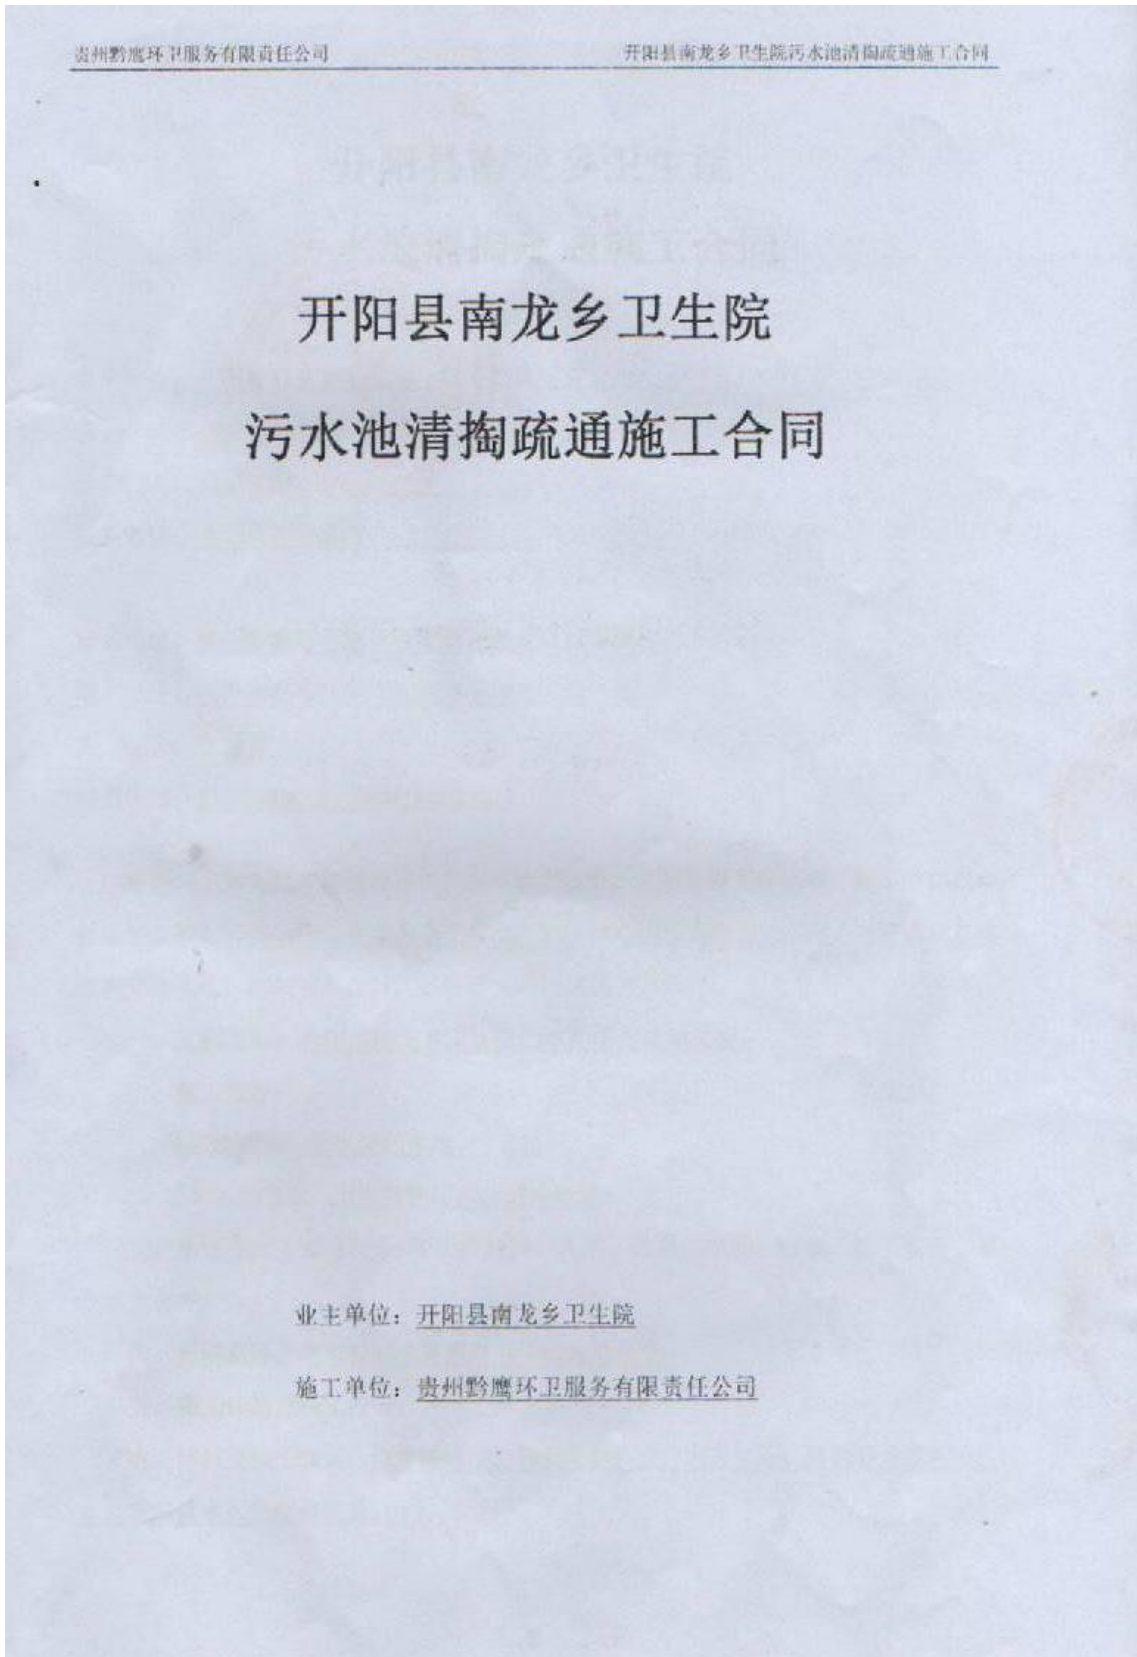 贵州黔鹰环卫服务有限责任公司 开阳县南龙乡卫生院污水池清掏疏通施工合同
开阳县南龙乡卫生院
污水池清掏疏通施工合同
业主单位：开阳县南龙乡卫生院
施工单位：贵州黔鹰环卫服务有限责任公司